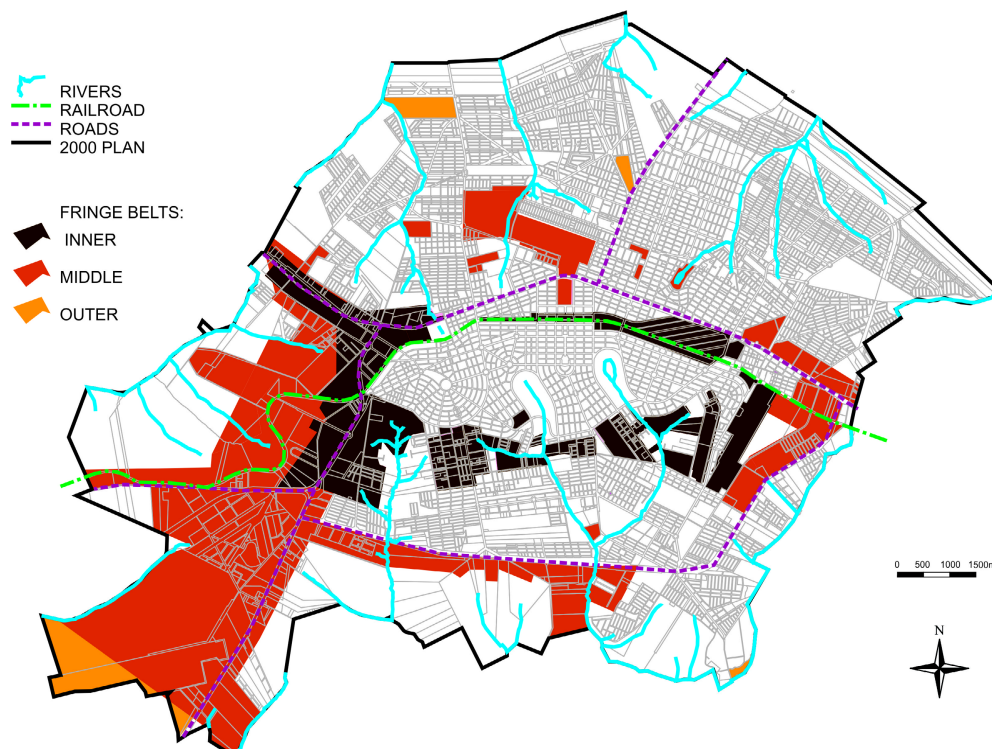 RIVERS
RAILROAD
ROADS
2000 PLAN
FRINGE BELTS:
INNER
MIDDLE
OUTER
0 500 1000 1500m
N